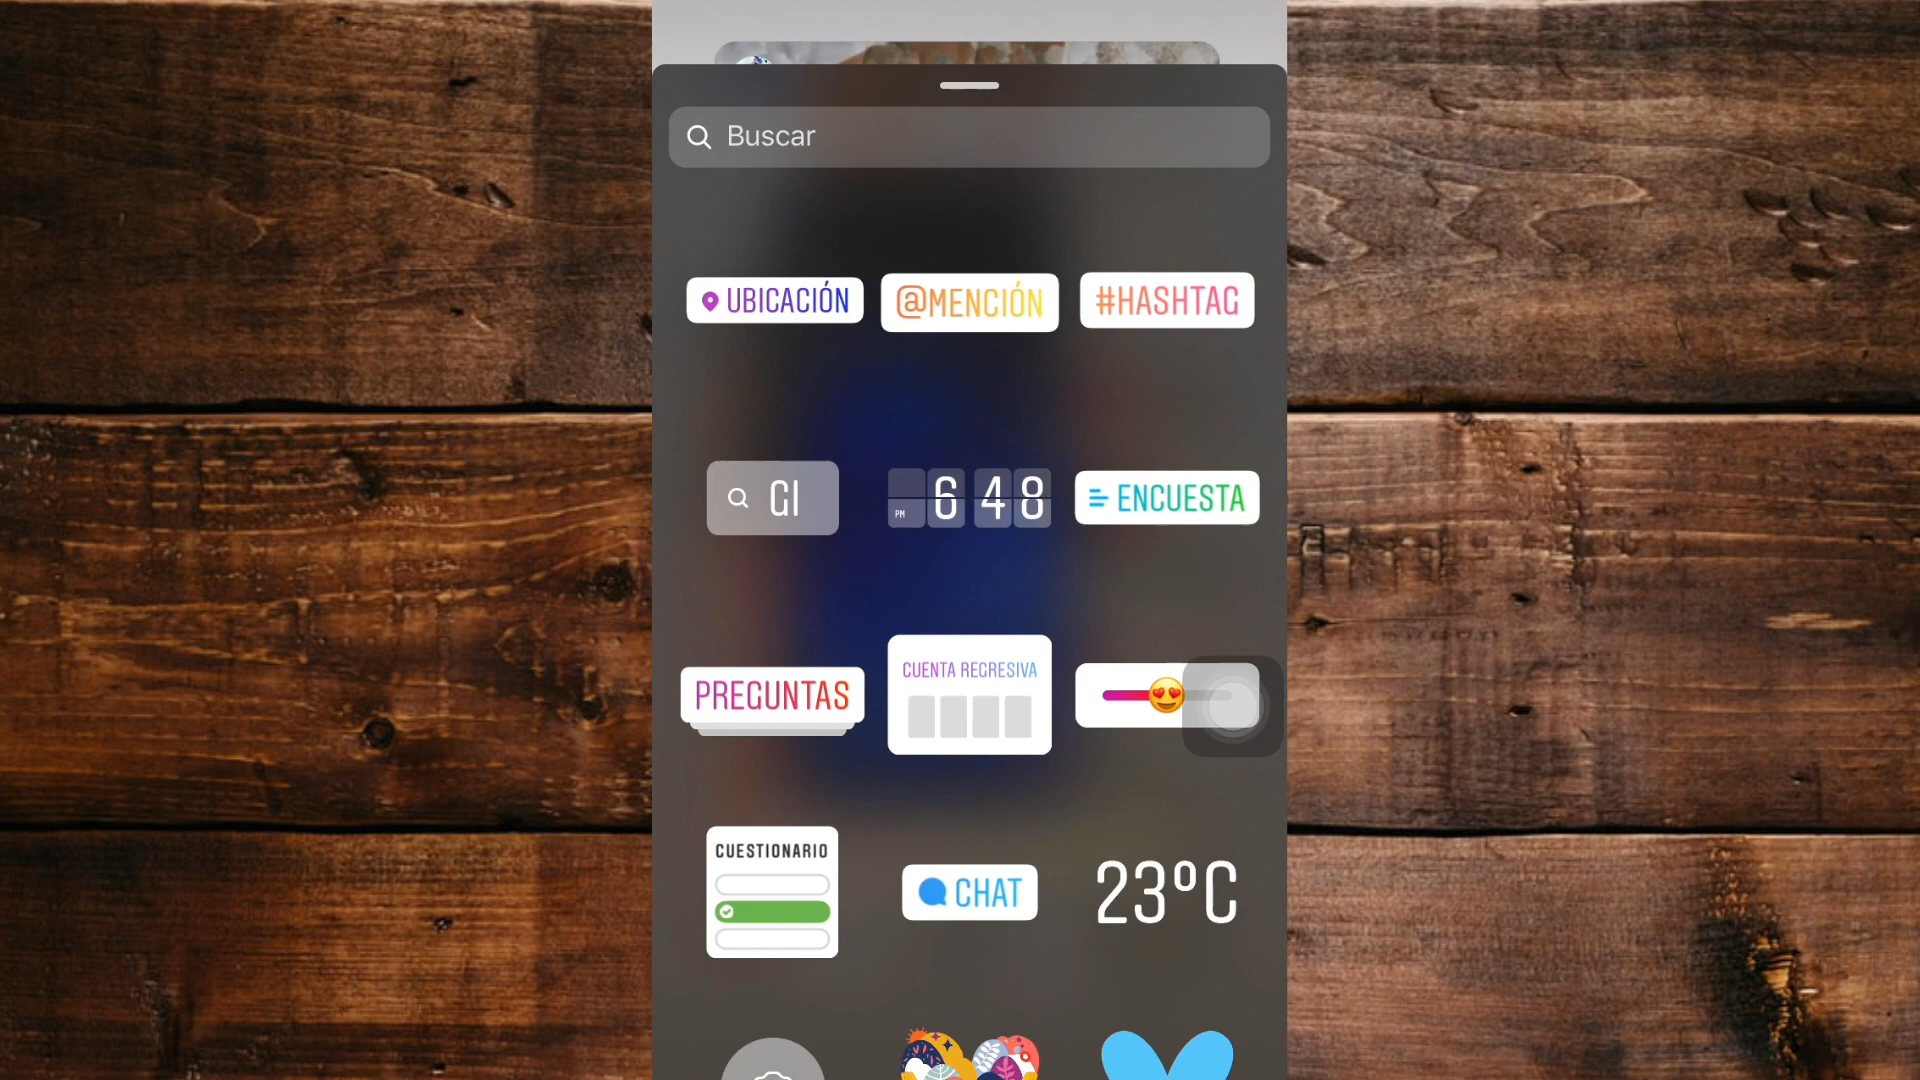 Buscar
UBICACIÓN
@MENCIÓN
#HASHTAG
GI
PM 6 48
ENCUESTA
PREGUNTAS
CUENTA REGRESIVA
CUESTIONARIO
CHAT
23°C